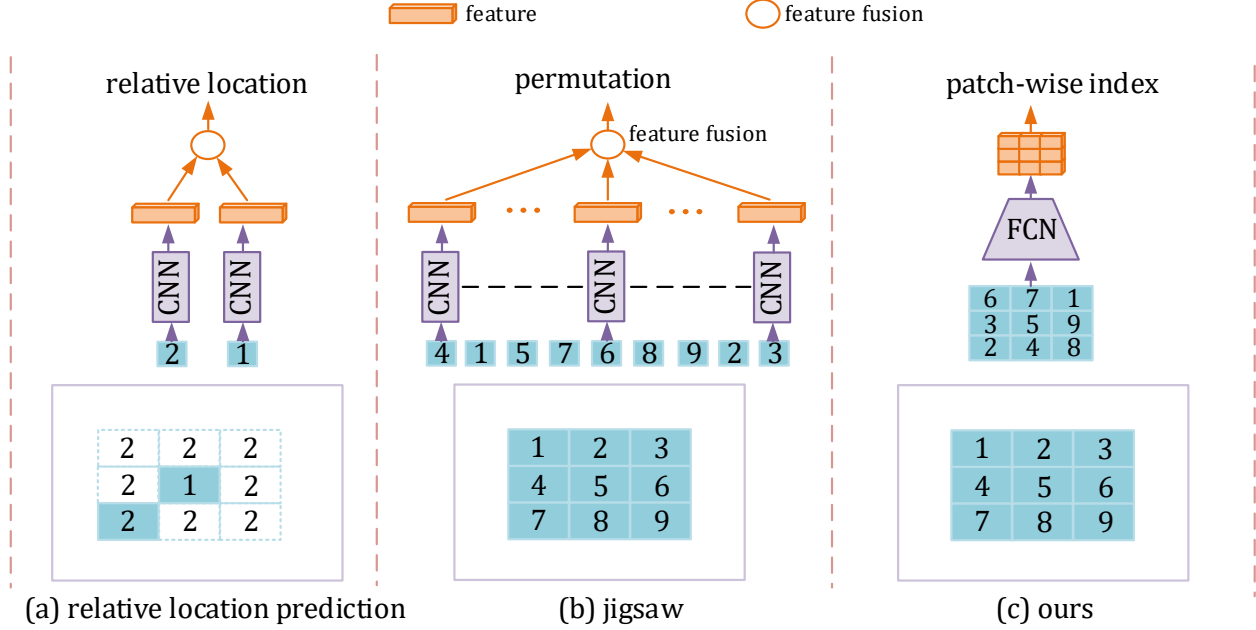 feature
feature fusion
relative location
CNN
CNN
2
1
2 2 2
2 1 2
2 2 2
(a) relative location prediction
permutation
feature fusion
...
...
CNN
CNN
CNN
4 1 5 7 6 8 9 2 3
1 2 3
4 5 6
7 8 9
(b) jigsaw
patch-wise index
FCN
6 7 1
3 5 9
2 4 8
1 2 3
4 5 6
7 8 9
(c) ours